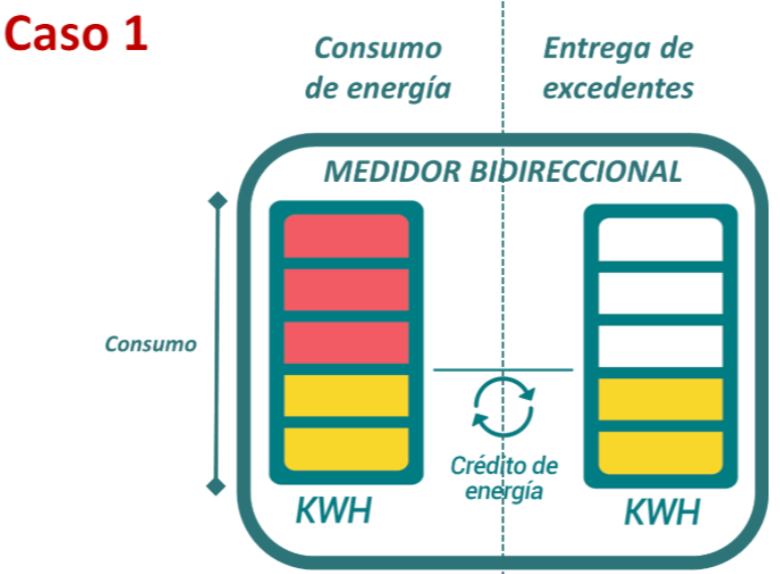 Caso 1
Consumo
de energía
Entrega de
excedentes
MEDIDOR BIDIRECCIONAL
Consumo
Crédito de
energía
KWH
KWH